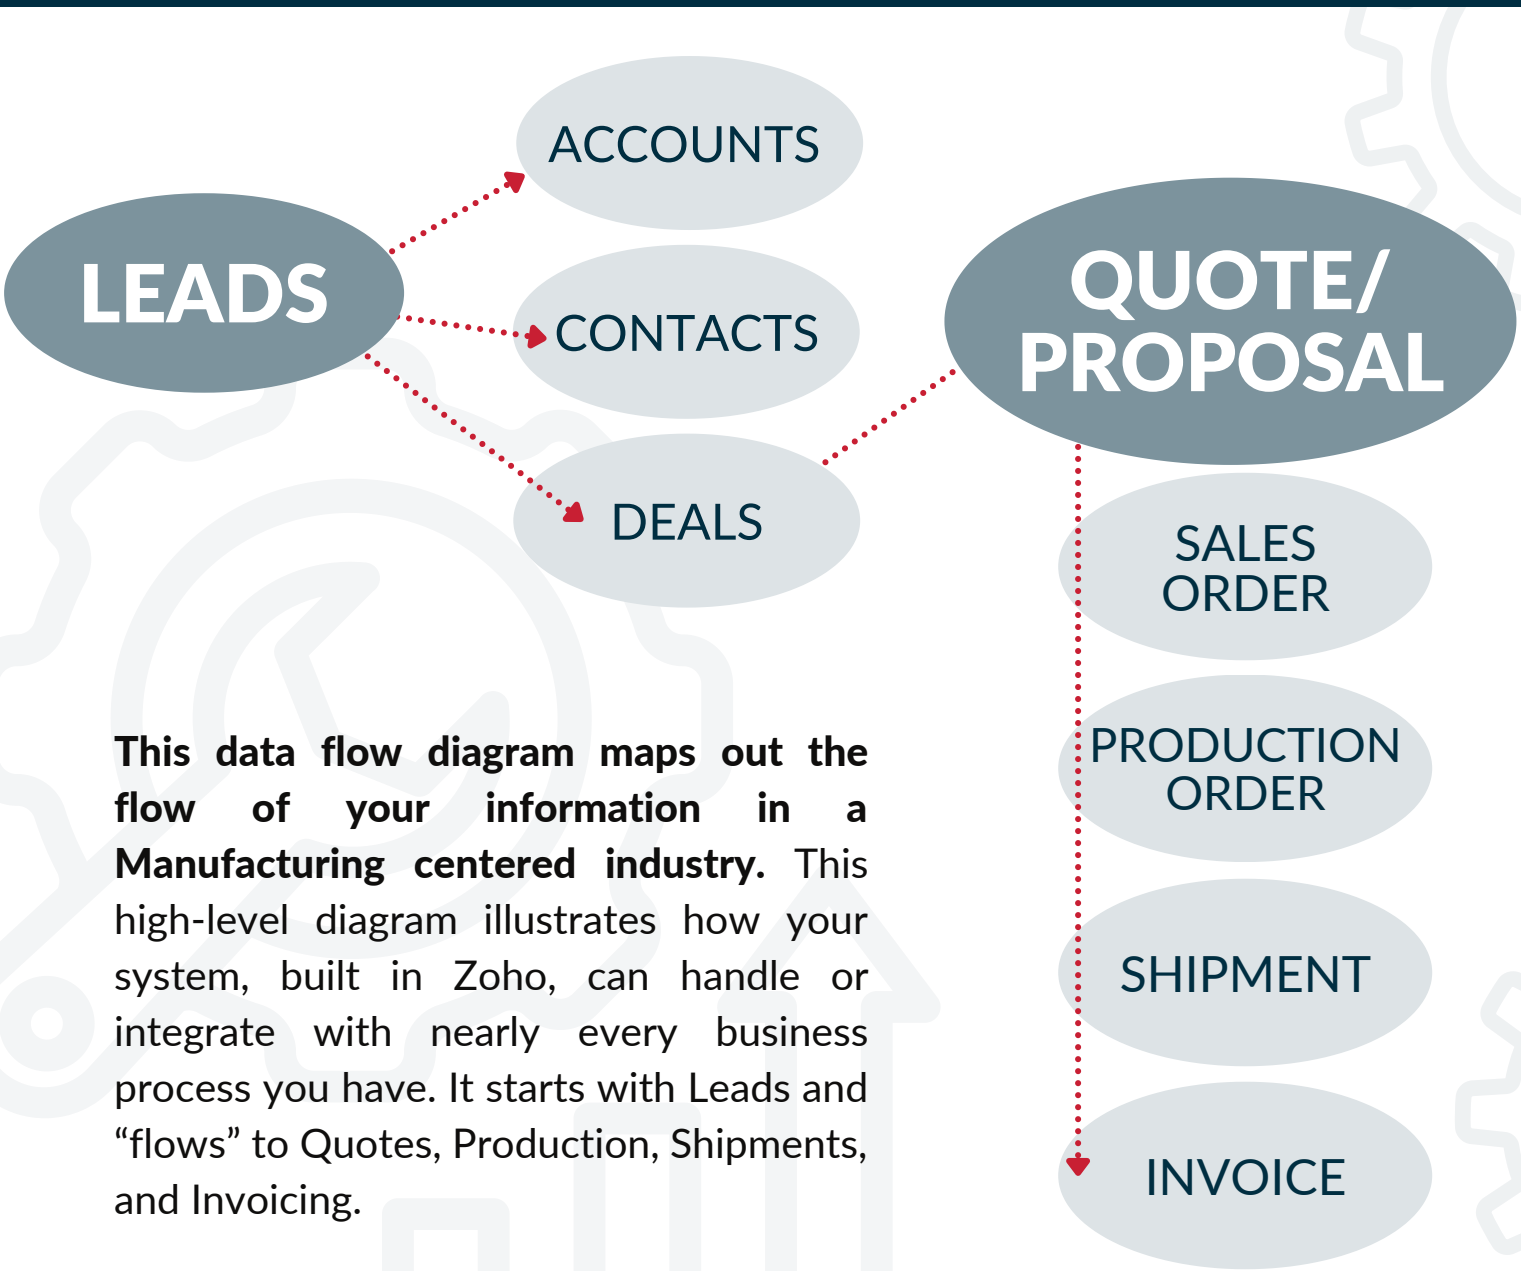 ACCOUNTS
LEADS
CONTACTS
DEALS
QUOTE/
PROPOSAL
SALES
ORDER
PRODUCTION
ORDER
SHIPMENT
INVOICE
This data flow diagram maps out the
flow of your information in a
Manufacturing centered industry. This
high-level diagram illustrates how your
system, built in Zoho, can handle or
integrate with nearly every business
process you have. It starts with Leads and
“flows” to Quotes, Production, Shipments,
and Invoicing.